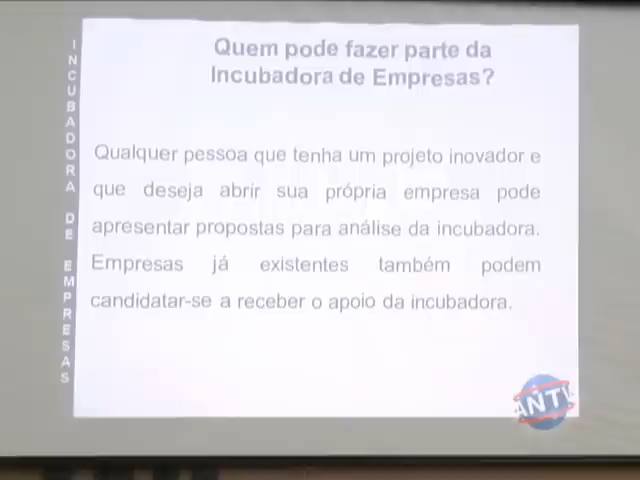 INCUBADORA DE EMPRESAS
Quem pode fazer parte da
Incubadora de Empresas?
Qualquer pessoa que tenha um projeto inovador e
que deseja abrir sua própria empresa pode
apresentar propostas para análise da incubadora.
Empresas já existentes também podem
candidatar-se a receber o apoio da incubadora.
ANTV